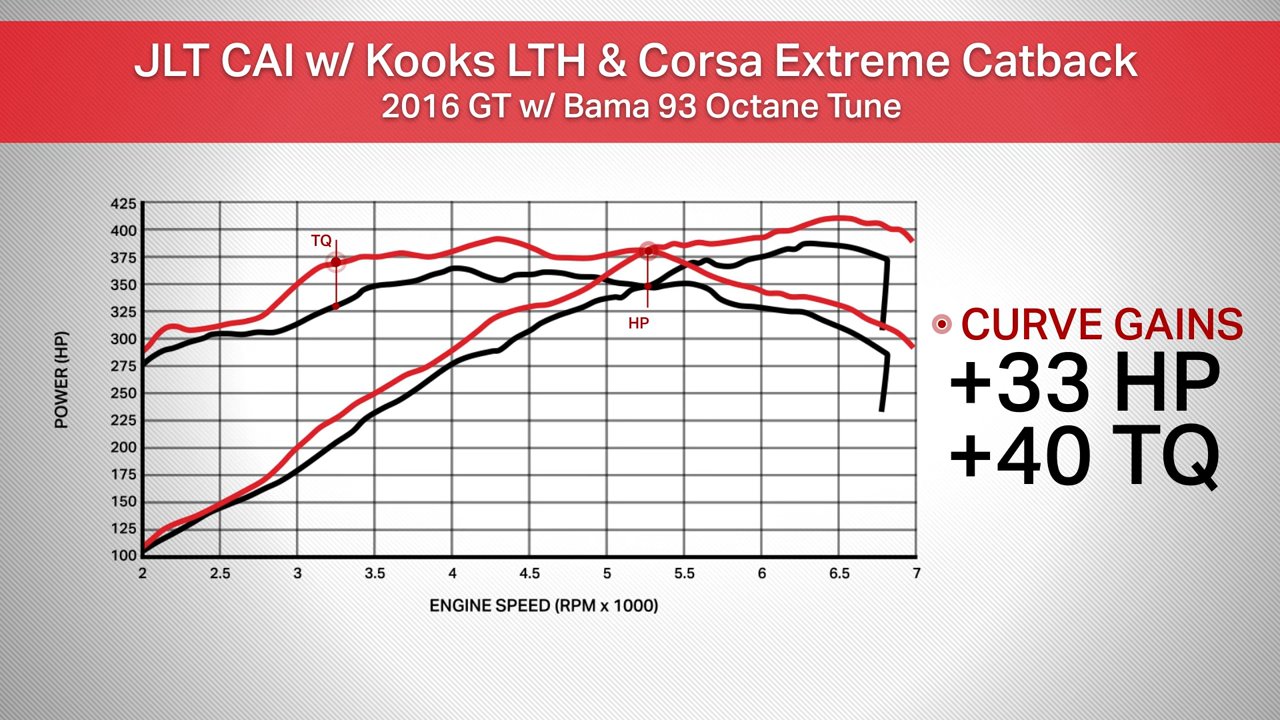 JLT CAI w/ Kooks LTH & Corsa Extreme Catback
2016 GT w/ Bama 93 Octane Tune
425
400
375
350
325
300
275
250
225
200
175
150
125
100
POWER (HP)
TQ
HP
2 2.5 3 3.5 4 4.5 5 5.5 6 6.5 7
ENGINE SPEED (RPM x 1000)
CURVE GAINS
+33 HP
+40 TQ